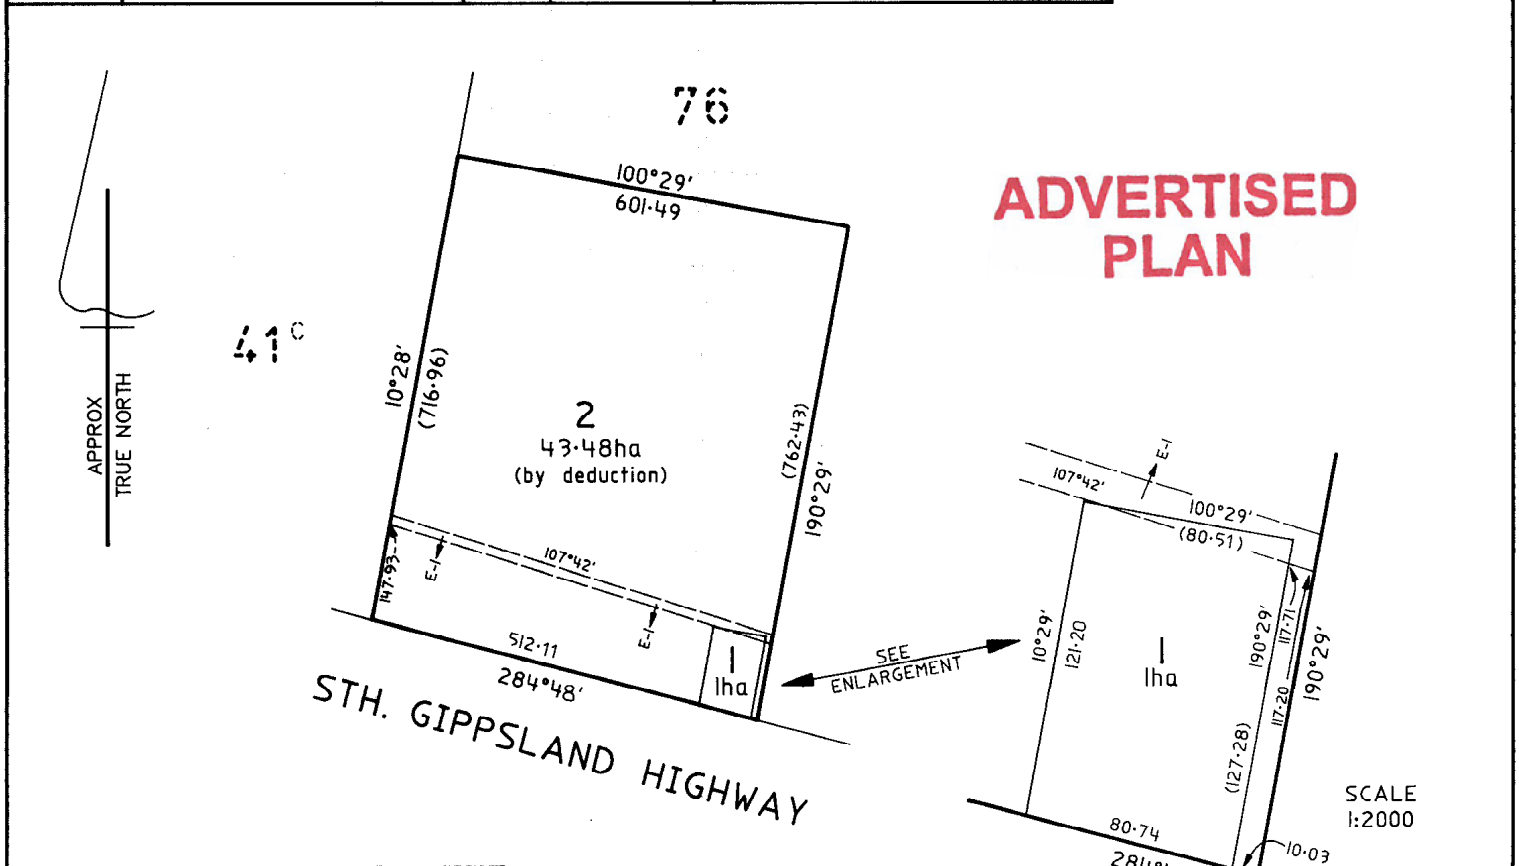 76
ADVERTISED
PLAN
100°29'
601·49
41ᶜ
APPROX
TRUE NORTH
10°28'
(716·96)
2
43·48ha
(by deduction)
(762·43)
190°29'
147·93
E-1
107°42'
E-1
512·11
284°48'
1
1ha
STH. GIPPSLAND HIGHWAY
SEE
ENLARGEMENT
E-1
107°42'
100°29'
(80·51)
10°29'
121·20
1
1ha
190°29'
117·71
117·20
190°29'
(127·28)
80·74
10·03
SCALE
1:2000